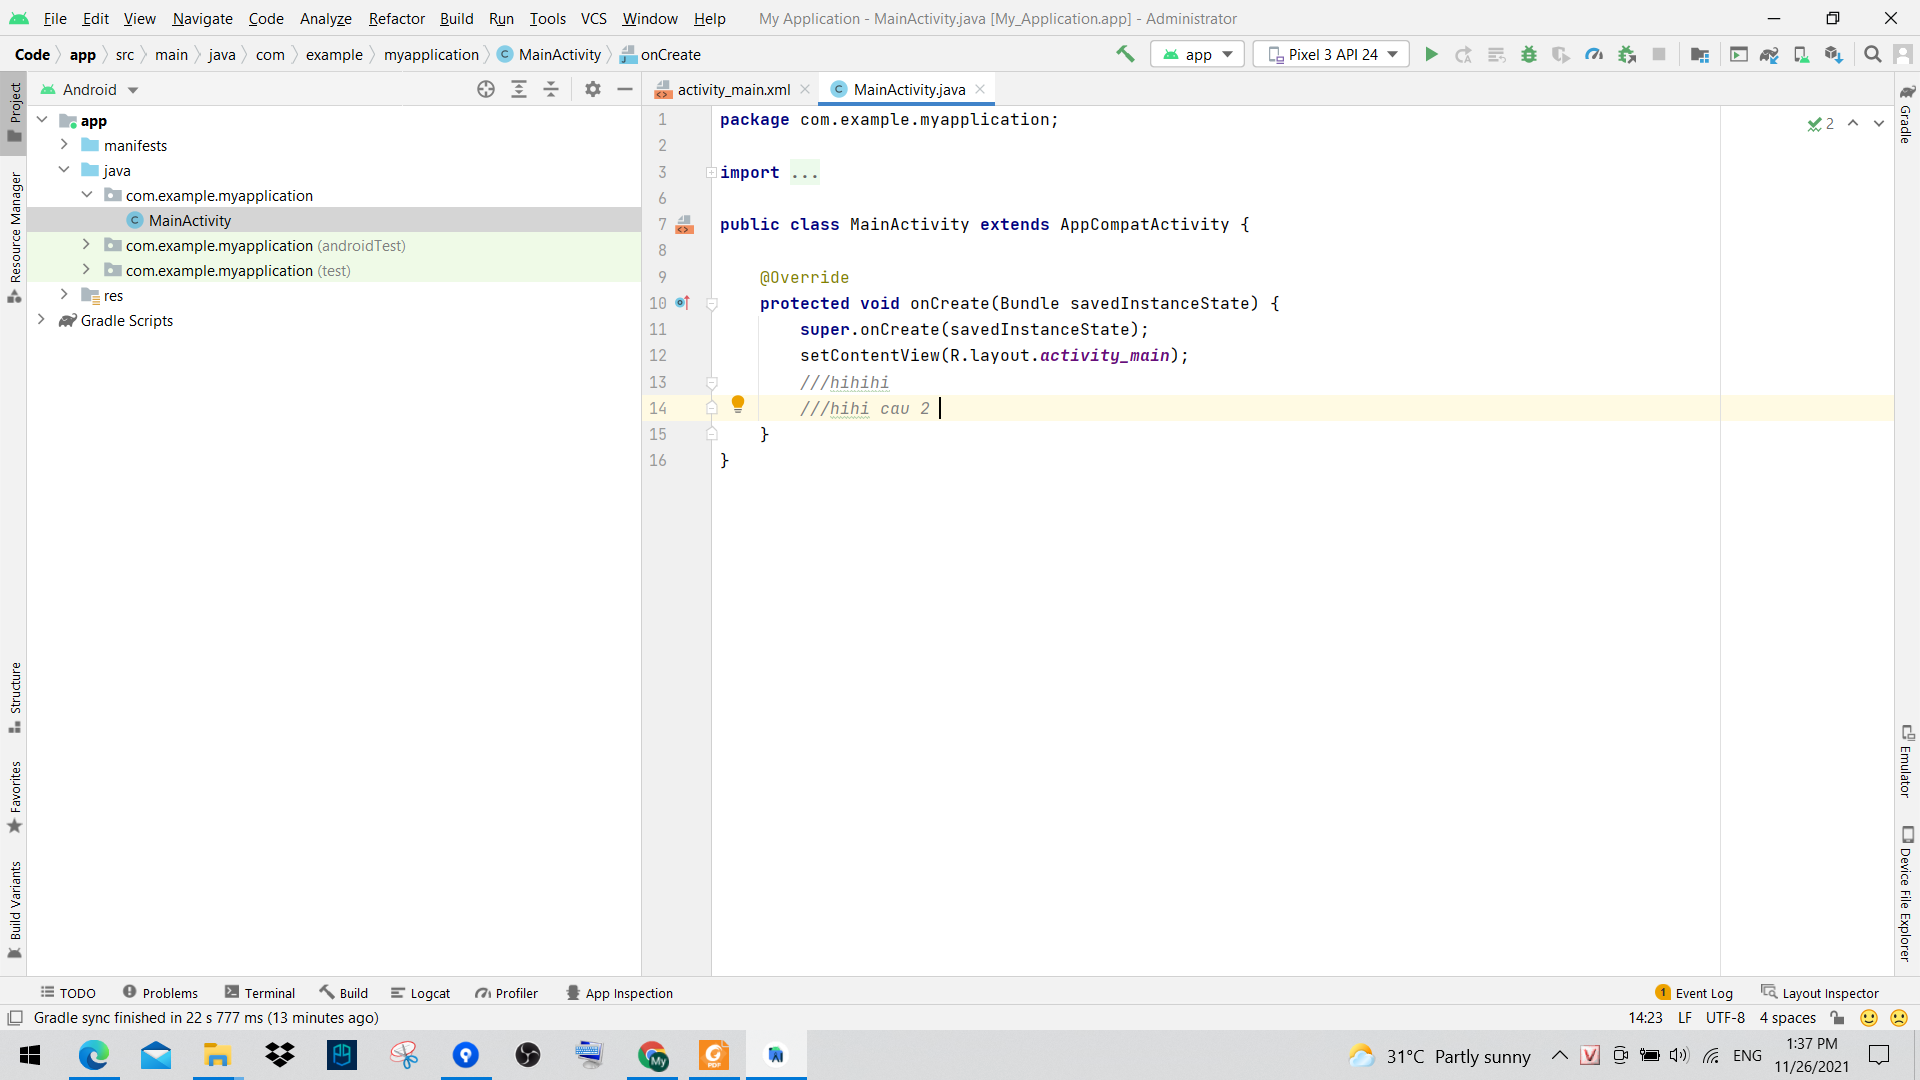 File Edit View Navigate Code Analyze Refactor Build Run Tools VCS Window Help My Application - MainActivity.java [My_Application.app] - Administrator
Code app src main java com example myapplication C MainActivity onCreate app Pixel 3 API 24
Project
Resource Manager
Structure
Favorites
Build Variants
Android
app
manifests
java
com.example.myapplication
C MainActivity
com.example.myapplication (androidTest)
com.example.myapplication (test)
res
Gradle Scripts
activity_main.xml C MainActivity.java
1 package com.example.myapplication;
2
3 import ...
6
7 public class MainActivity extends AppCompatActivity {
8
9 @Override
10 protected void onCreate(Bundle savedInstanceState) {
11 super.onCreate(savedInstanceState);
12 setContentView(R.layout.activity_main);
13 ///hihihi
14 ///hihi cau 2
15 }
16 }
2
Gradle
Emulator
Device File Explorer
TODO Problems Terminal Build Logcat Profiler App Inspection 1 Event Log Layout Inspector
Gradle sync finished in 22 s 777 ms (13 minutes ago) 14:23 LF UTF-8 4 spaces
My PDF 31°C Partly sunny V ENG 1:37 PM
11/26/2021